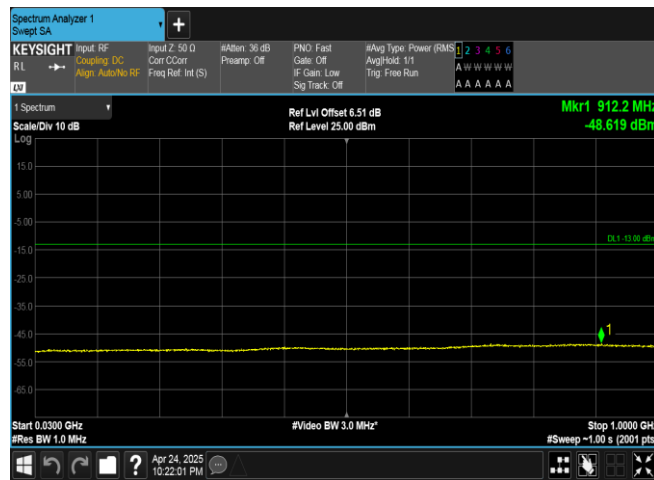 Spectrum Analyzer 1
Swept SA
+
KEYSIGHT
RL
LXI
Input: RF
Coupling: DC
Align: Auto/No RF
Input Z: 50 Ω
Corr CCorr
Freq Ref: Int (S)
#Atten: 36 dB
Preamp: Off
PNO: Fast
Gate: Off
IF Gain: Low
Sig Track: Off
#Avg Type: Power (RMS
Avg|Hold: 1/1
Trig: Free Run
1 2 3 4 5 6
A W W W W W
A A A A A A
1 Spectrum
Scale/Div 10 dB
Log
Ref Lvl Offset 6.51 dB
Ref Level 25.00 dBm
Mkr1 912.2 MHz
-48.619 dBm
15.0
5.00
-5.00
-15.0
-25.0
-35.0
-45.0
-55.0
-65.0
DL1 -13.00 dBm
1
Start 0.0300 GHz
#Res BW 1.0 MHz
#Video BW 3.0 MHz*
Stop 1.0000 GHz
#Sweep ~1.00 s (2001 pts
?
Apr 24, 2025
10:22:01 PM